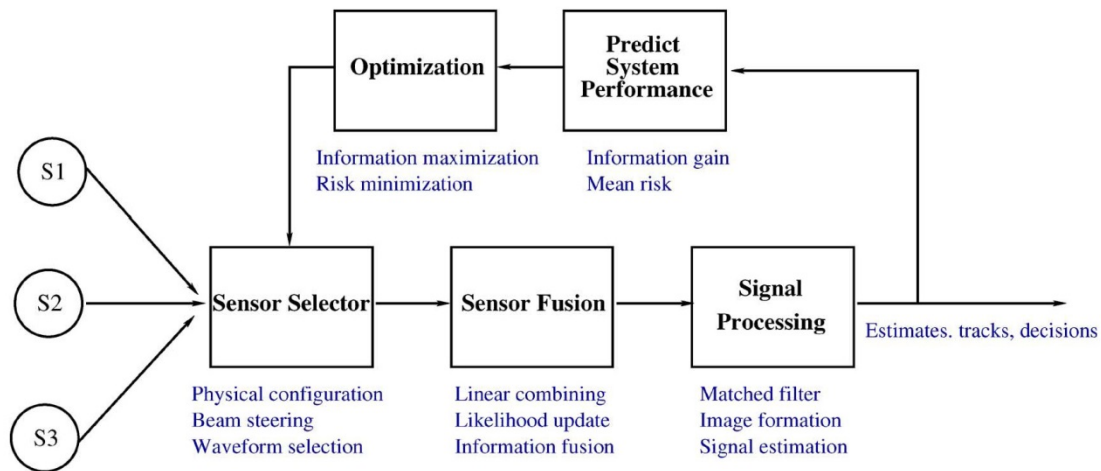 Optimization
Predict
System
Performance
Information maximization
Risk minimization
Information gain
Mean risk
S1
S2
S3
Sensor Selector
Sensor Fusion
Signal
Processing
Estimates. tracks, decisions
Physical configuration
Beam steering
Waveform selection
Linear combining
Likelihood update
Information fusion
Matched filter
Image formation
Signal estimation